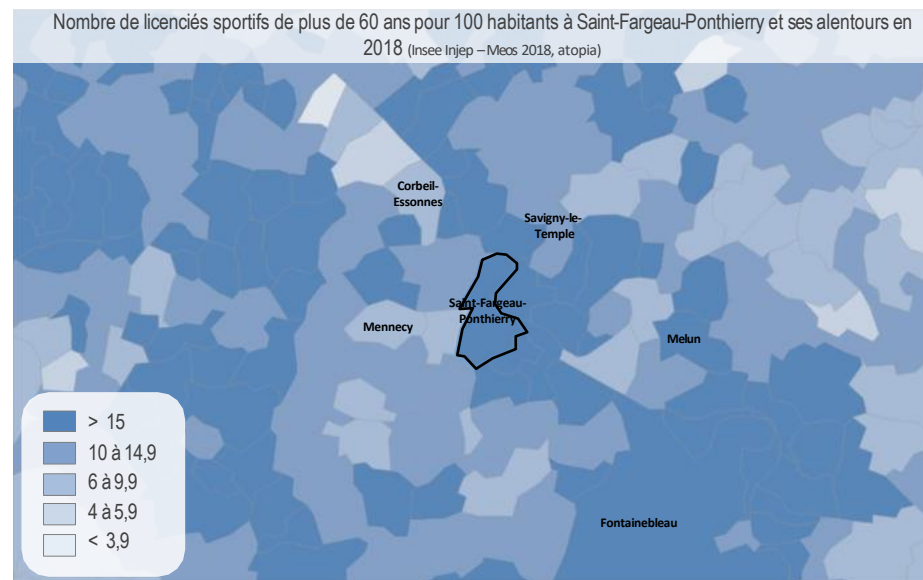 Nombre de licenciés sportifs de plus de 60 ans pour 100 habitants à Saint-Fargeau-Ponthierry et ses alentours en
2018 (Insee Injep – Meos 2018, atopia)
Corbeil-
Essonnes
Savigny-le-
Temple
Saint-Fargeau-
Ponthierry
Mennecy
Melun
Fontainebleau
> 15
10 à 14,9
6 à 9,9
4 à 5,9
< 3,9